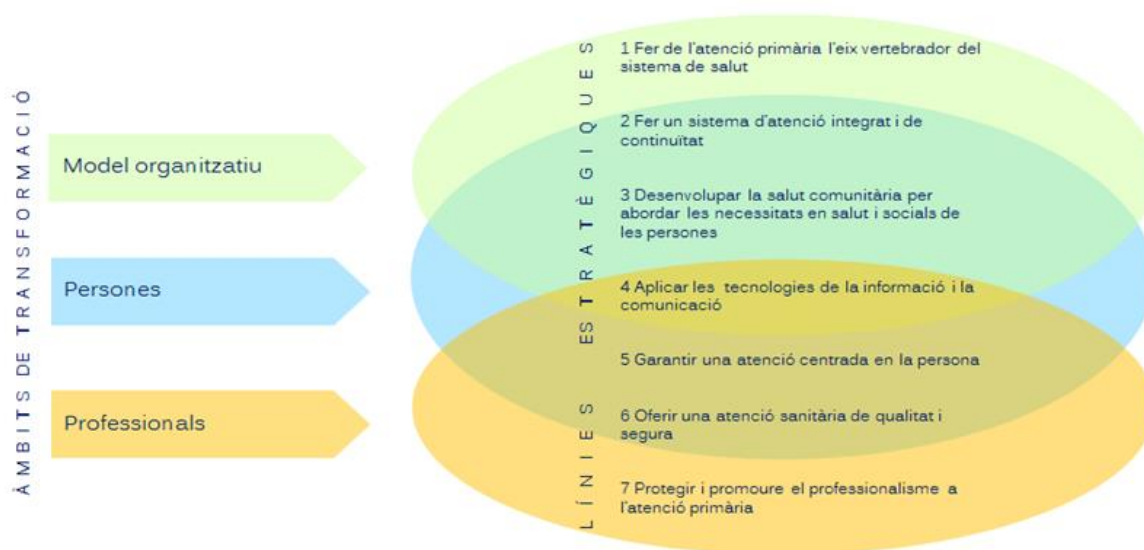 ÀMBITS DE TRANSFORMACIÓ
Model organitzatiu
Persones
Professionals
LÍNIES ESTRATÈGIQUES
1 Fer de l'atenció primària l'eix vertebrador del
sistema de salut
2 Fer un sistema d'atenció integrat i de
continuïtat
3 Desenvolupar la salut comunitària per
abordar les necessitats en salut i socials de
les persones
4 Aplicar les tecnologies de la informació i la
comunicació
5 Garantir una atenció centrada en la persona
6 Oferir una atenció sanitària de qualitat i
segura
7 Protegir i promoure el professionalisme a
l'atenció primària